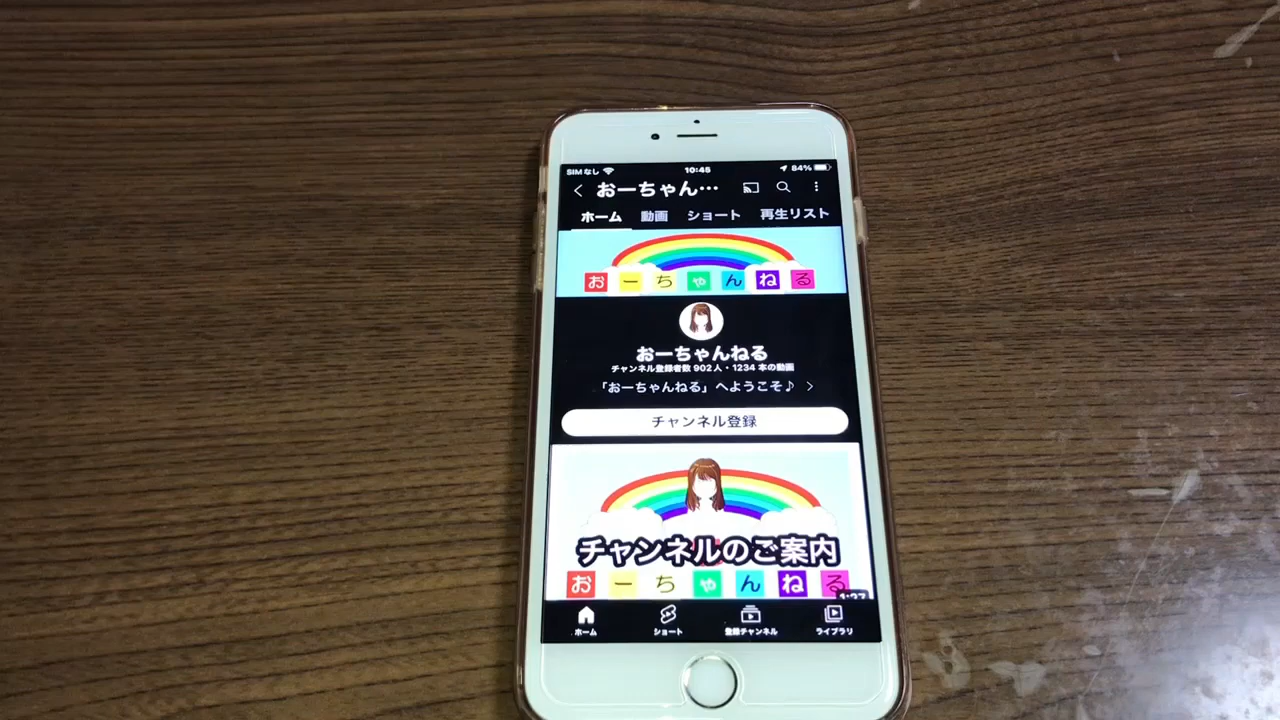 SIMなし 10:45 84%
おーちゃん…
ホーム 動画 ショート 再生リスト
おーちゃんねる
おーちゃんねる
チャンネル登録者数 902人・1234 本の動画
「おーちゃんねる」へようこそ♪
チャンネル登録
チャンネルのご案内
おーちゃんねる
1:27
ホーム ショート 登録チャンネル ライブラリ